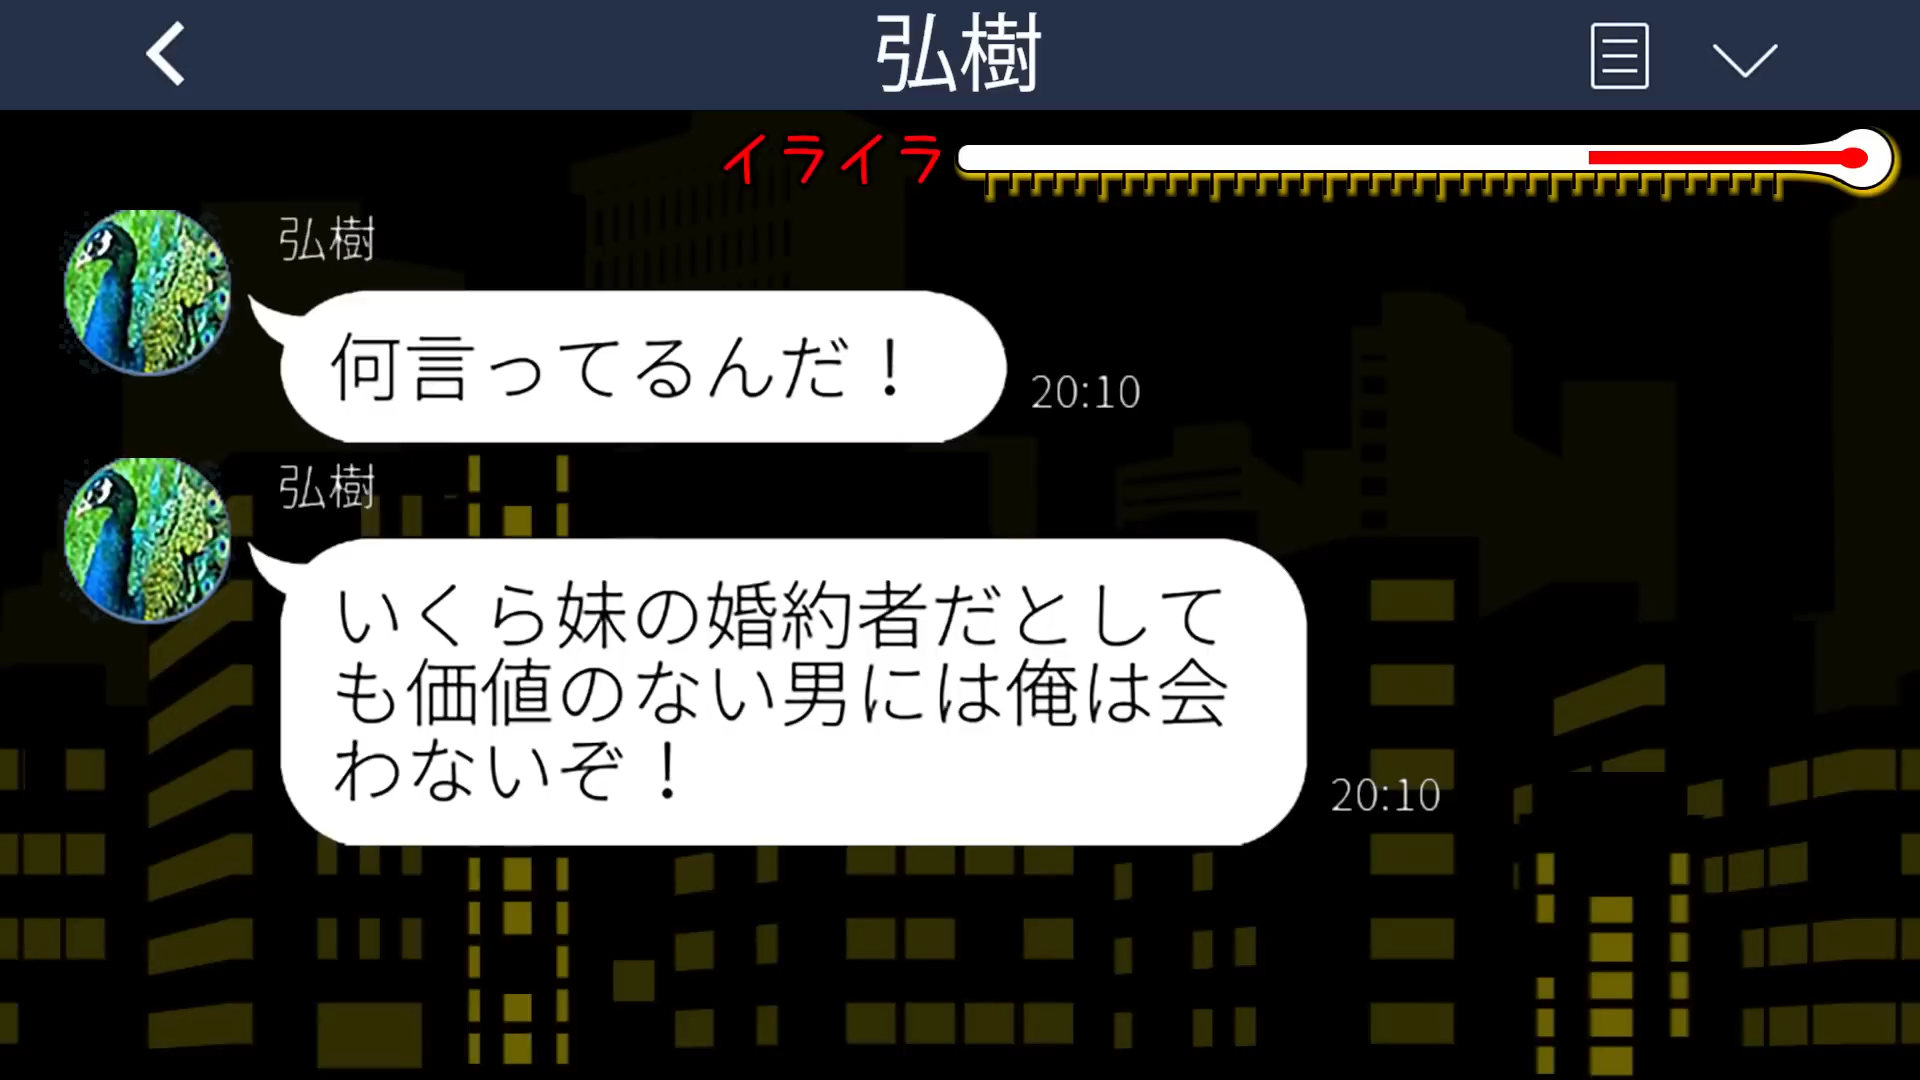 弘樹
イライラ
弘樹
何言ってるんだ！
20:10
弘樹
いくら妹の婚約者だとして
も価値のない男には俺は会
わないぞ！
20:10